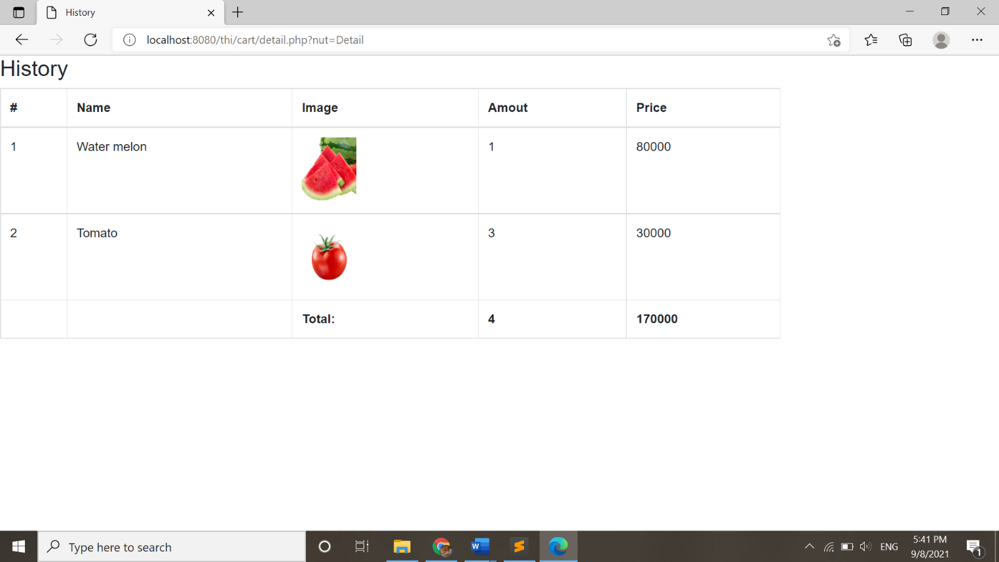 History
localhost:8080/thi/cart/detail.php?nut=Detail
History
# Name Image Amout Price
1 Water melon 1 80000
2 Tomato 3 30000
Total: 4 170000
Type here to search
W
ENG
5:41 PM
9/8/2021
1